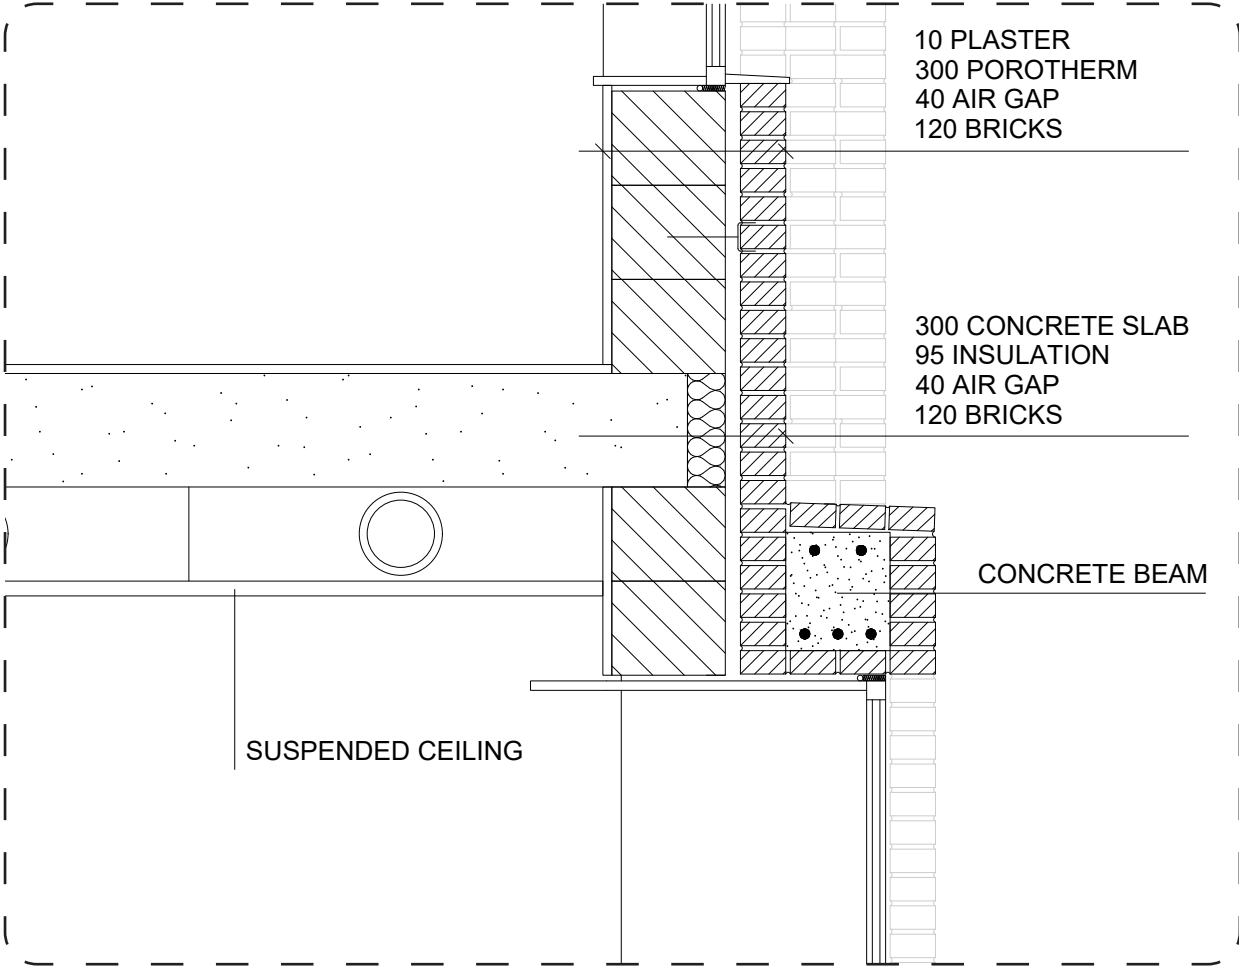 10 PLASTER
300 POROTHERM
40 AIR GAP
120 BRICKS
300 CONCRETE SLAB
95 INSULATION
40 AIR GAP
120 BRICKS
CONCRETE BEAM
SUSPENDED CEILING